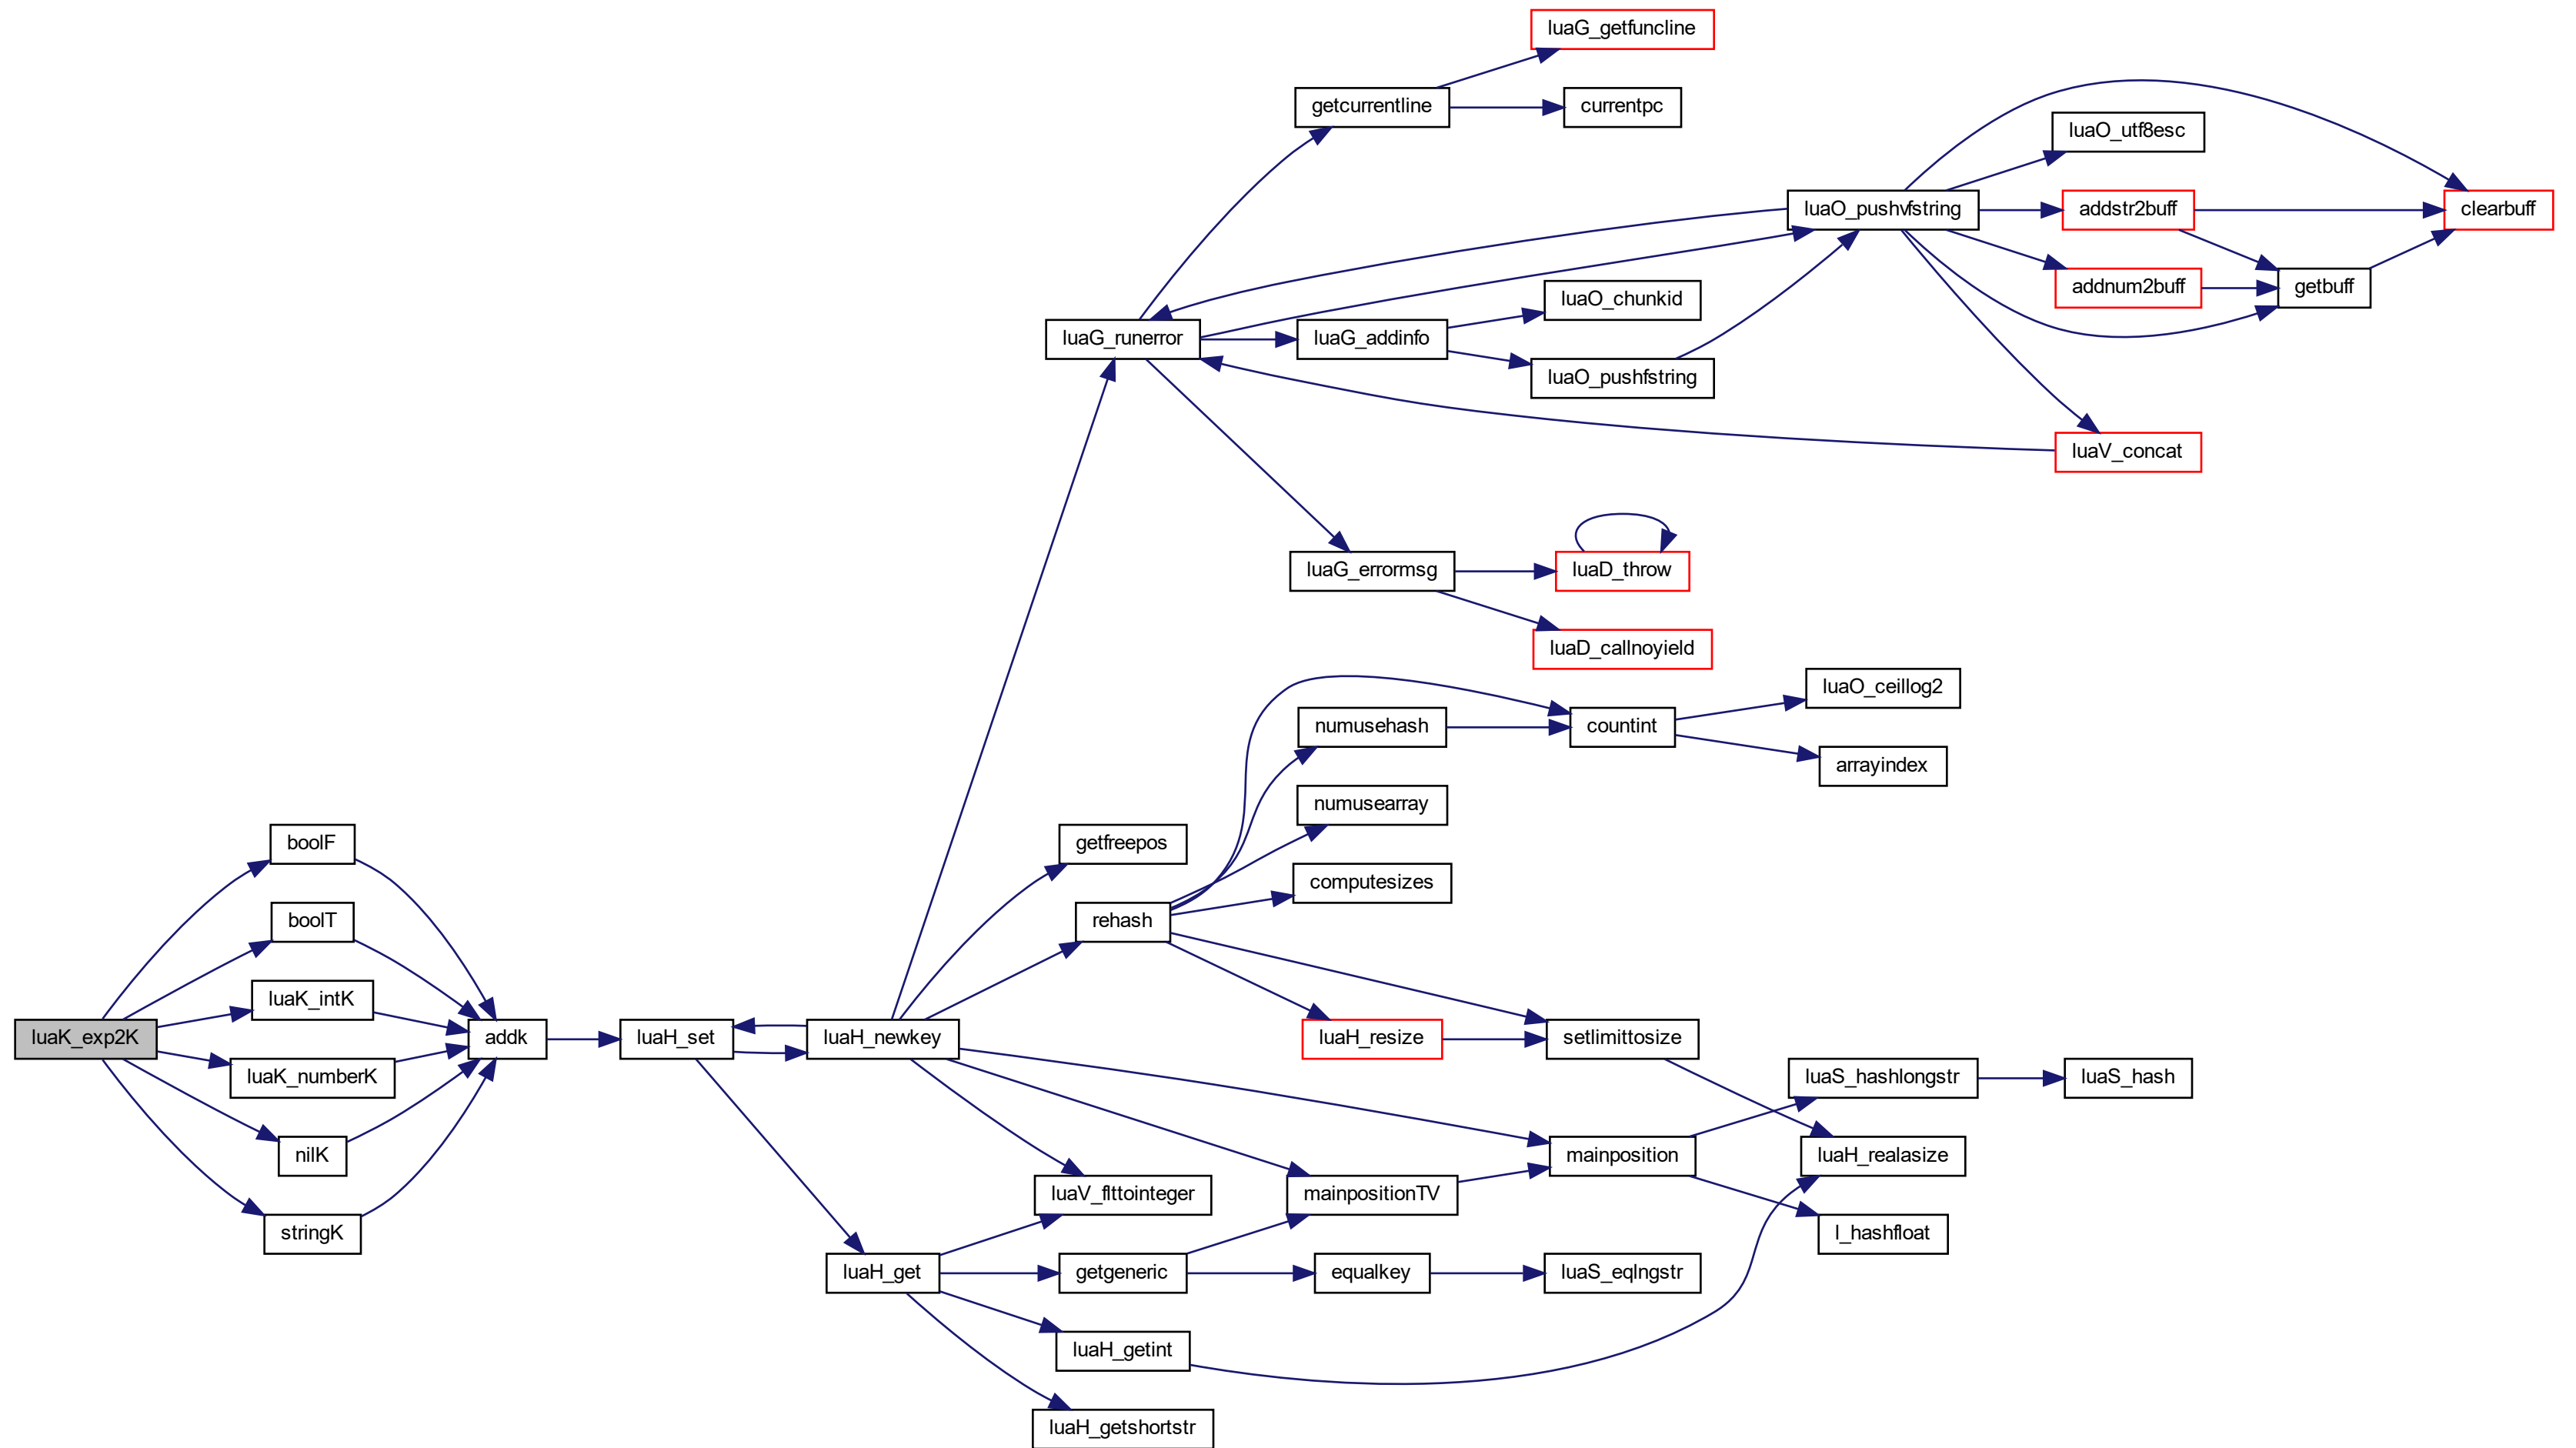 luaG_getfuncline
getcurrentline
currentpc
luaO_utf8esc
luaO_pushvfstring
addstr2buff
clearbuff
luaO_chunkid
addnum2buff
getbuff
luaG_runerror
luaG_addinfo
luaO_pushfstring
luaV_concat
luaG_errormsg
luaD_throw
luaD_callnoyield
luaO_ceillog2
numusehash
countint
arrayindex
numusearray
boolF
getfreepos
computesizes
boolT
rehash
luaK_intK
luaK_exp2K
addk
luaH_set
luaH_newkey
luaH_resize
setlimittosize
luaK_numberK
luaS_hashlongstr
luaS_hash
nilK
mainposition
luaH_realasize
luaV_flttointeger
mainpositionTV
stringK
l_hashfloat
luaH_get
getgeneric
equalkey
luaS_eqlngstr
luaH_getint
luaH_getshortstr